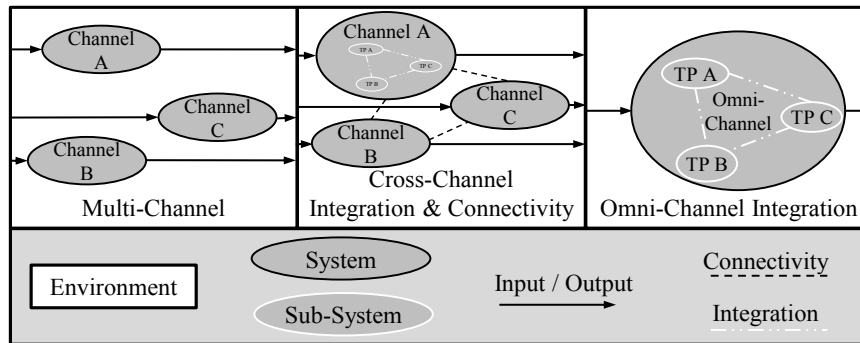 Channel
A
Channel
C
Channel
B
Multi-Channel
Channel A
TP A
TP C
TP B
Channel
C
Channel
B
Cross-Channel
Integration & Connectivity
TP A
Omni-
Channel
TP C
TP B
Omni-Channel Integration
Environment
System
Sub-System
Input / Output
Connectivity
Integration